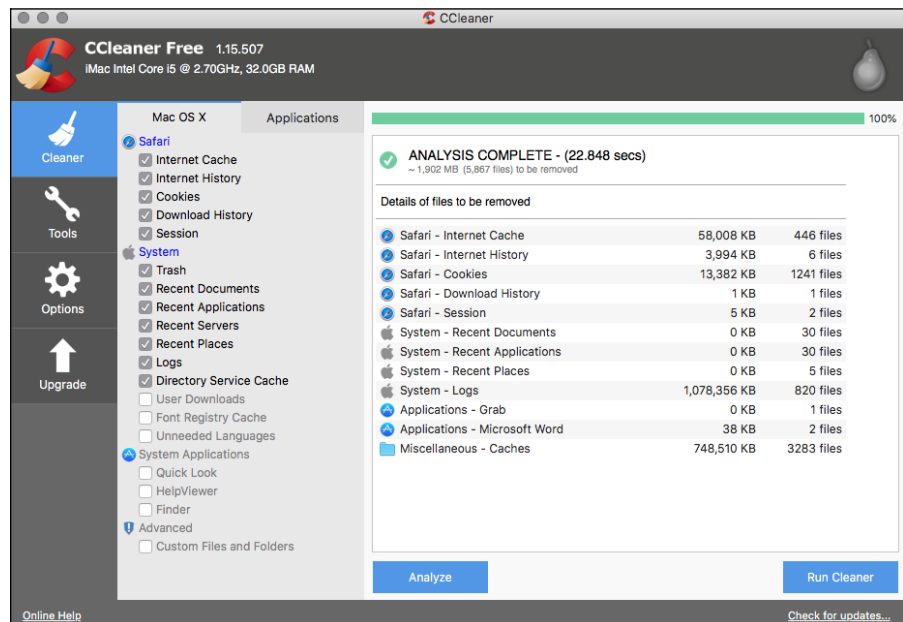 CCleaner
CCleaner Free 1.15.507
iMac Intel Core i5 @ 2.70GHz, 32.0GB RAM
Cleaner
Tools
Options
Upgrade
Mac OS X Applications
Safari
Internet Cache
Internet History
Cookies
Download History
Session
System
Trash
Recent Documents
Recent Applications
Recent Servers
Recent Places
Logs
Directory Service Cache
User Downloads
Font Registry Cache
Unneeded Languages
System Applications
Quick Look
HelpViewer
Finder
Advanced
Custom Files and Folders
100%
ANALYSIS COMPLETE - (22.848 secs)
~ 1,902 MB (5,867 files) to be removed
Details of files to be removed
Safari - Internet Cache 58,008 KB 446 files
Safari - Internet History 3,994 KB 6 files
Safari - Cookies 13,382 KB 1241 files
Safari - Download History 1 KB 1 files
Safari - Session 5 KB 2 files
System - Recent Documents 0 KB 30 files
System - Recent Applications 0 KB 30 files
System - Recent Places 0 KB 5 files
System - Logs 1,078,356 KB 820 files
Applications - Grab 0 KB 1 files
Applications - Microsoft Word 38 KB 2 files
Miscellaneous - Caches 748,510 KB 3283 files
Analyze Run Cleaner
Online Help Check for updates...